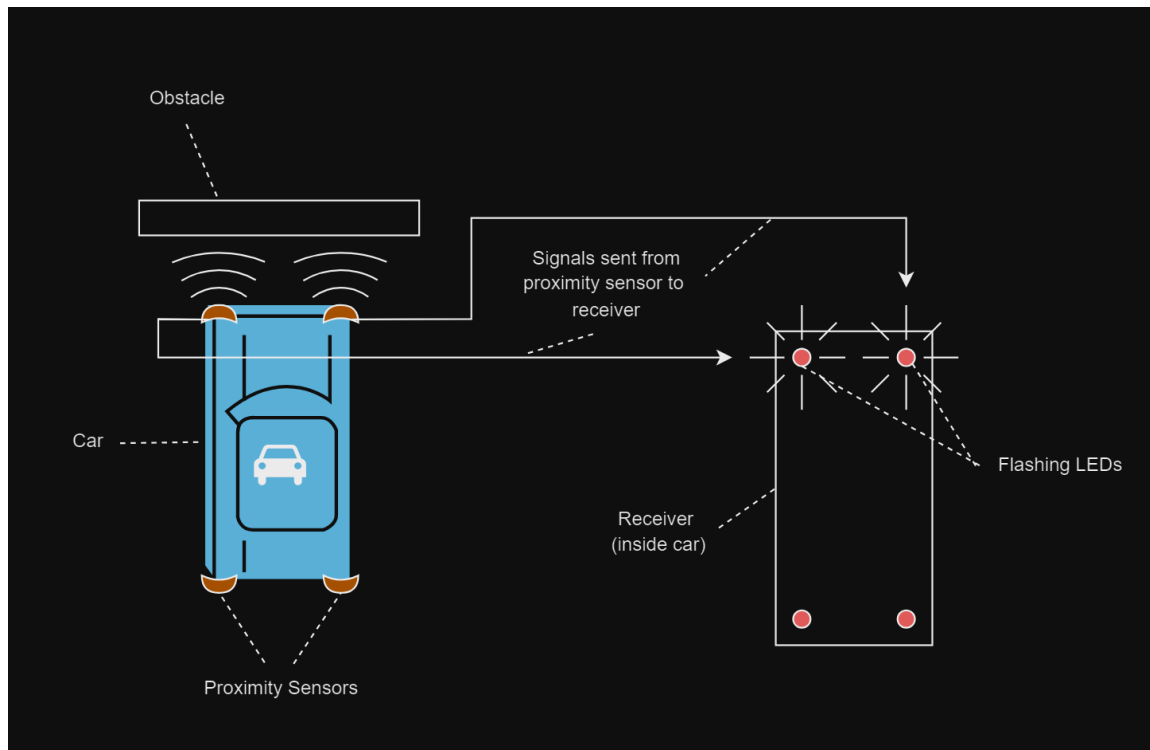 Obstacle
Signals sent from
proximity sensor to
receiver
Car
Flashing LEDs
Receiver
(inside car)
Proximity Sensors